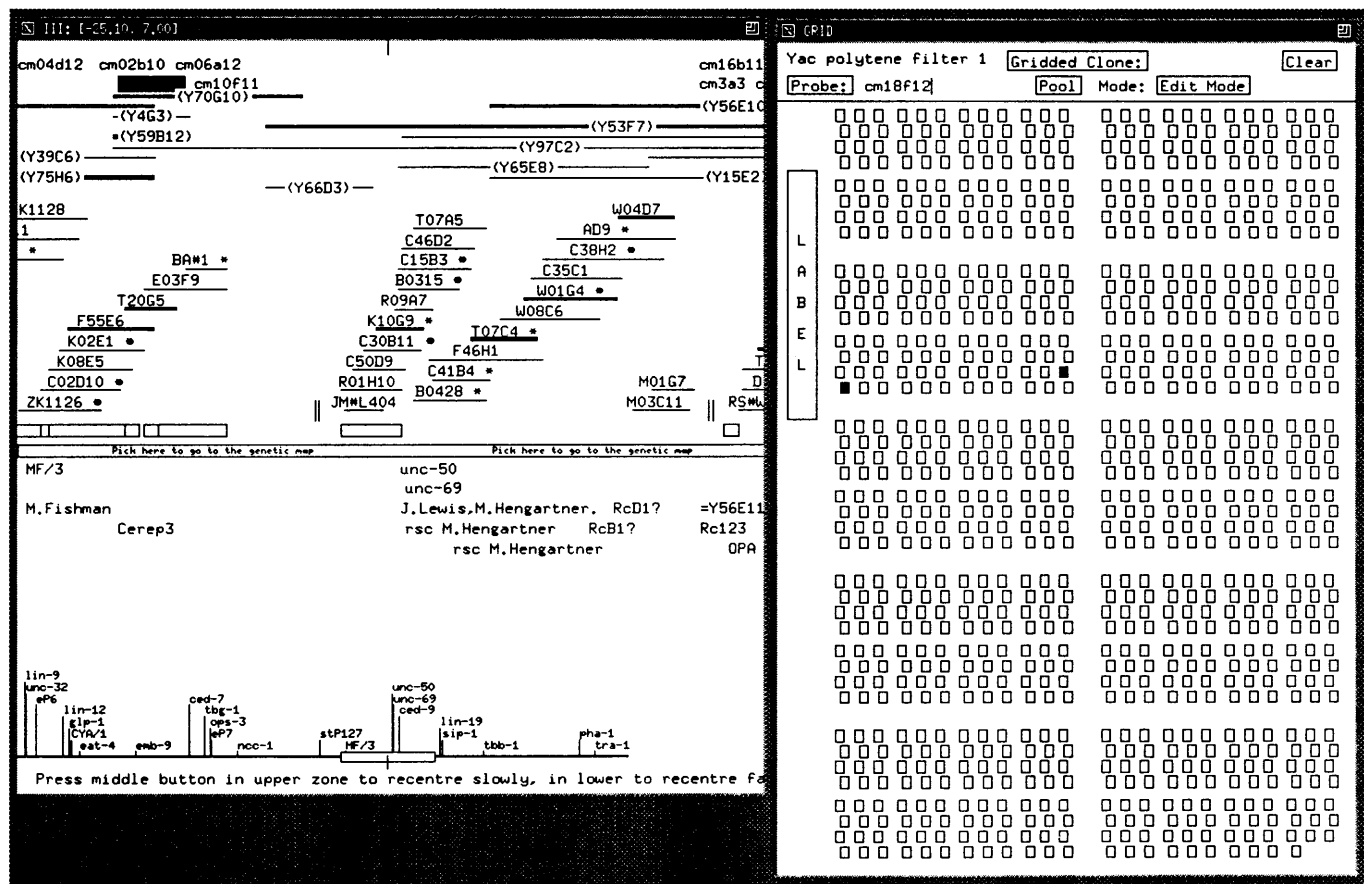 III: [-25.10, 7.00]
cm04d12 cm02b10 cm06a12 cm16b11
cm10f11 cm3a3
(Y70G10)
(Y56E10
(Y4G3)
(Y53F7)
(Y59B12)
(Y97C2)
(Y39C6)
(Y65E8)
(Y75H6) (Y15E2
(Y66D3)
K1128 W04D7
T07A5
1 AD9 *
C46D2
* C38H2
BA#1 * C15B3
E03F9 B0315 C35C1
T20G5 R09A7 W01G4
F55E6 K10G9 * W08C6
K02E1 C30B11 T07C4 *
K08E5 C50D9 F46H1 T
C02D10 R01H10 C41B4 * M01G7 D
ZK1126 JM#L404 B0428 * M03C11 RS#W
Pick here to go to the genetic map Pick here to go to the genetic map
MF/3 unc-50
unc-69
M.Fishman J.Lewis,M.Hengartner. RcD1? =Y56E11
Cerep3 rsc M.Hengartner RcB1? Rc123
rsc M.Hengartner OPA
lin-9
unc-32 unc-50
eP6 ced-7 unc-69
lin-12 tbg-1 ced-9
glp-1 ops-3 lin-19
CYA/1 eP7 stP127 sip-1 pha-1
eat-4 emb-9 ncc-1 MF/3 tbb-1 tra-1
Press middle button in upper zone to recentre slowly, in lower to recentre fa
GRID
Yac polytene filter 1 Gridded Clone: Clear
Probe: cm18f12 Pool Mode: Edit Mode
L
A
B
E
L